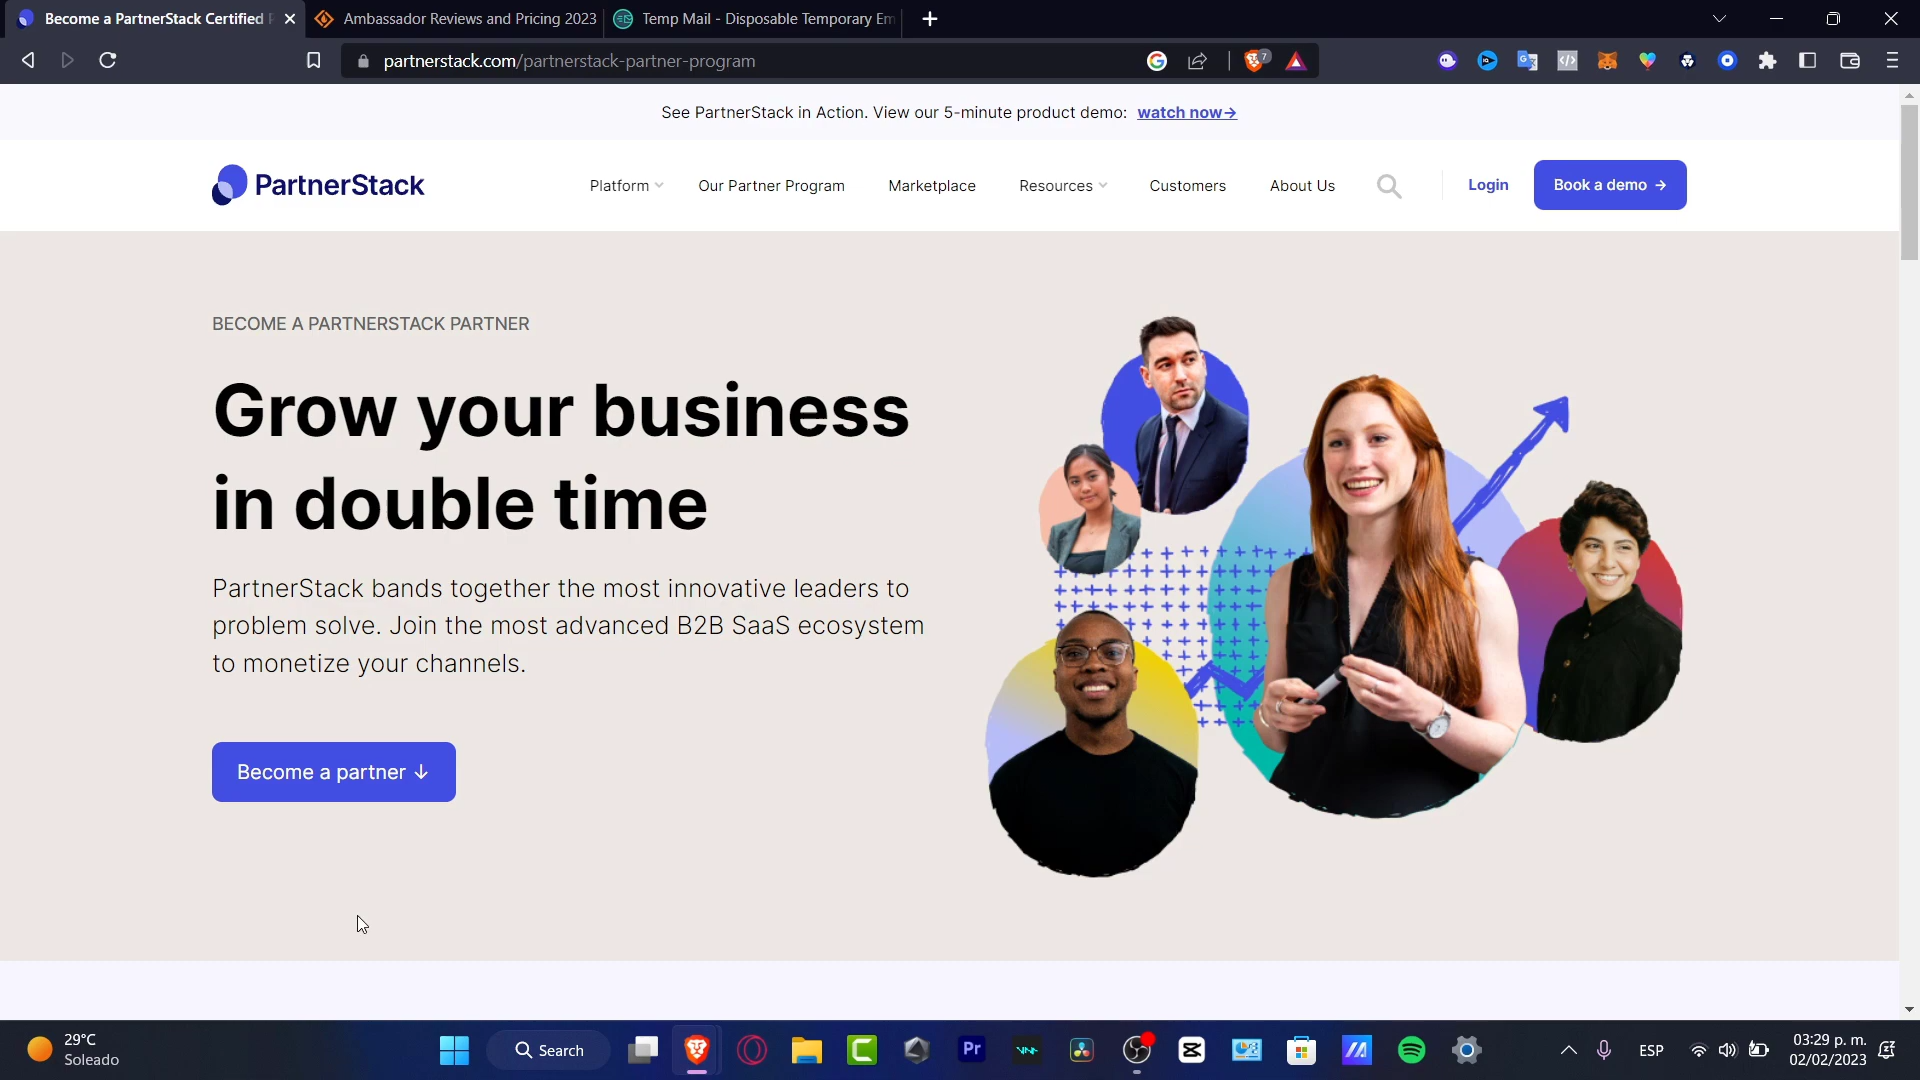 Become a PartnerStack Certified P
Ambassador Reviews and Pricing 2023
Temp Mail - Disposable Temporary Em
partnerstack.com/partnerstack-partner-program
7
See PartnerStack in Action. View our 5-minute product demo: watch now→
PartnerStack
Platform
Our Partner Program
Marketplace
Resources
Customers
About Us
Login
Book a demo →
BECOME A PARTNERSTACK PARTNER
Grow your business
in double time
PartnerStack bands together the most innovative leaders to
problem solve. Join the most advanced B2B SaaS ecosystem
to monetize your channels.
Become a partner ↓
29°C
Soleado
Search
Pr
ESP
03:29 p. m.
02/02/2023